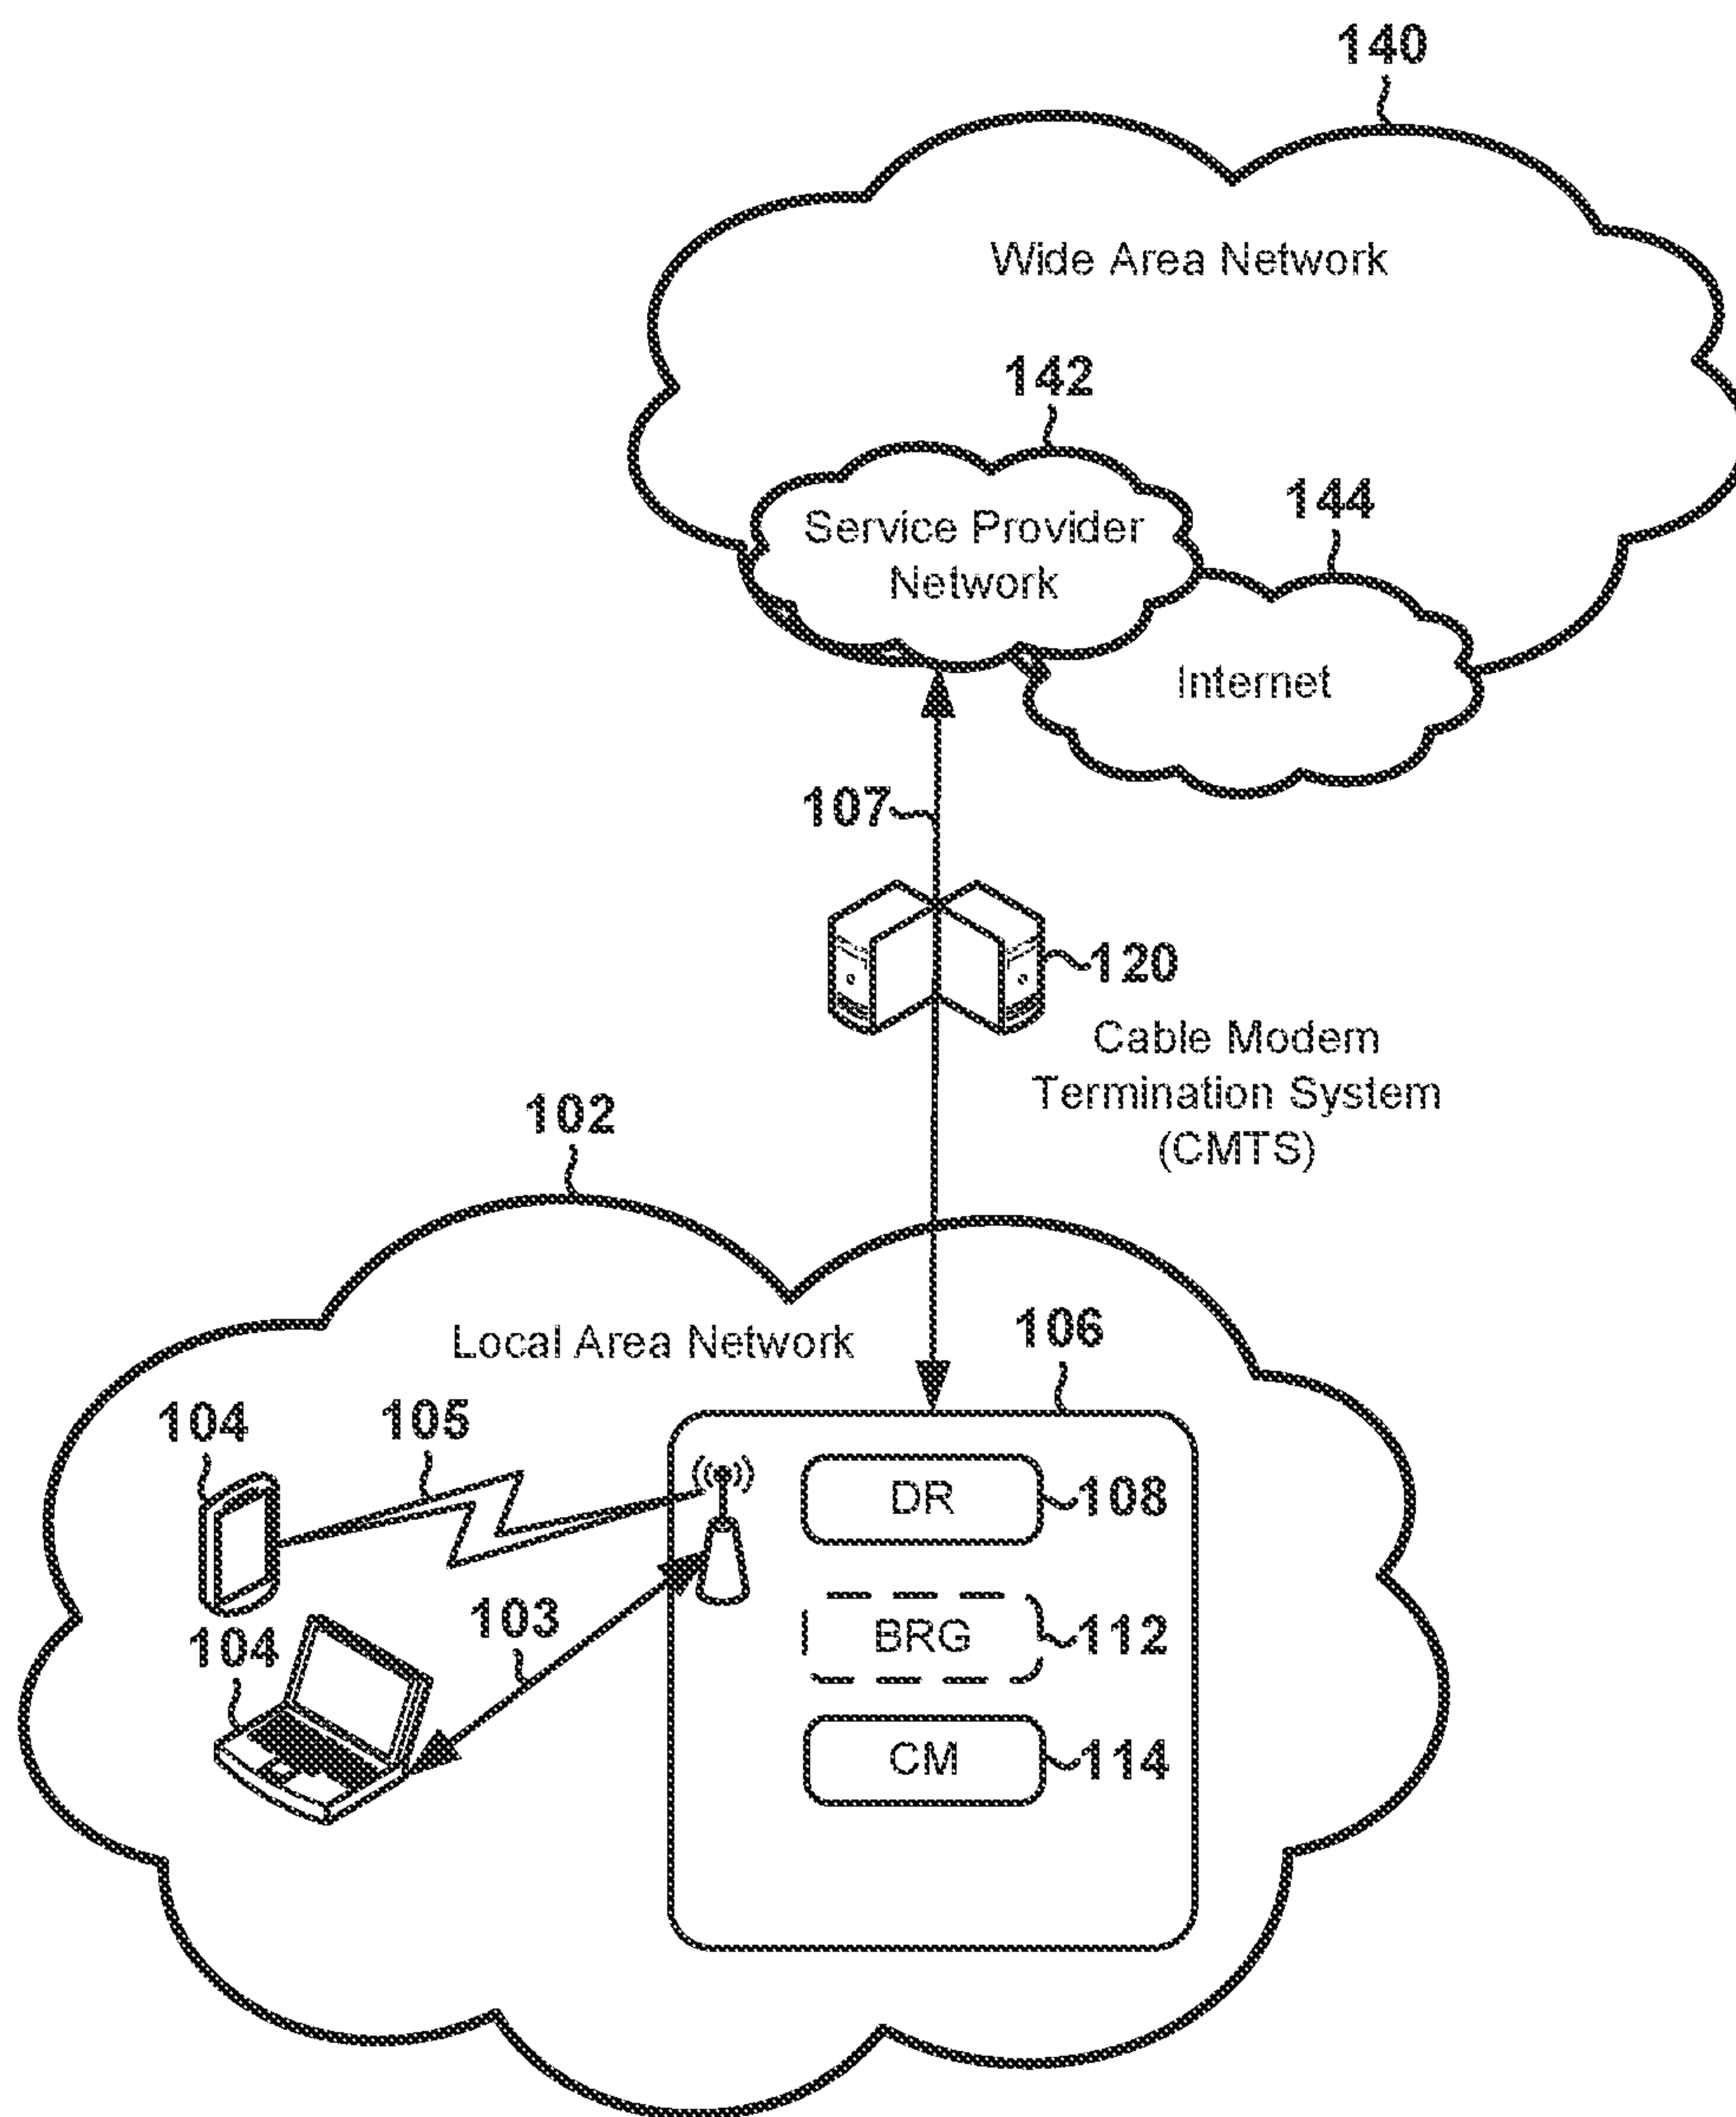 140
Wide Area Network
142
144
Service Provider
Network
Internet
107
120
Cable Modem
Termination System
(CMTS)
102
Local Area Network
106
104
105
DR
108
104
103
BRG
112
CM
114